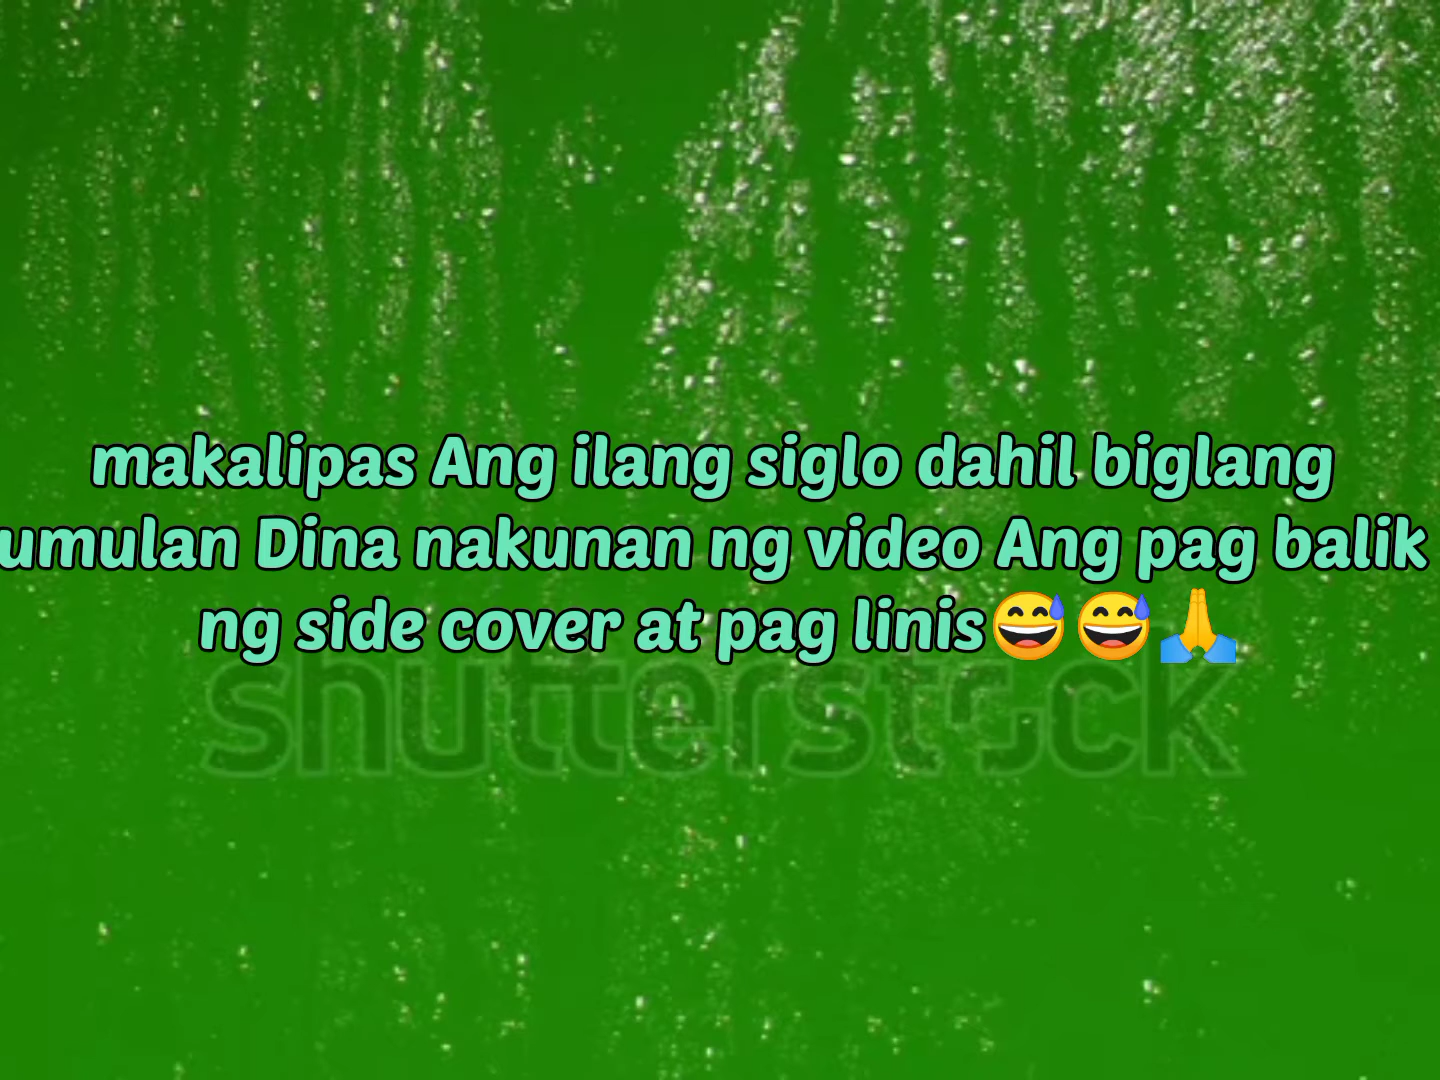 makalipas Ang ilang siglo dahil biglang
umulan Dina nakunan ng video Ang pag balik
ng side cover at pag linis😅😅🙏
shutterstock